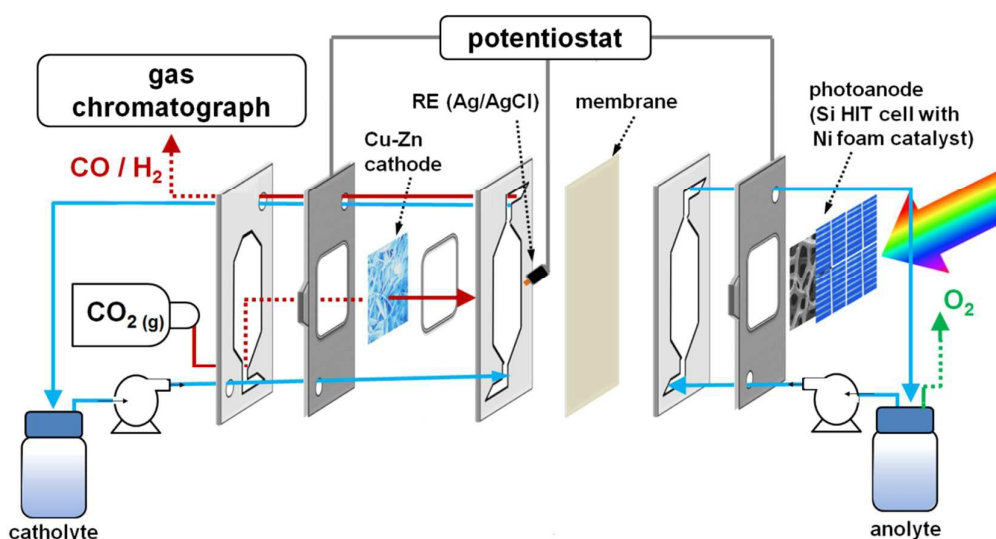 potentiostat
gas
chromatograph
RE (Ag/AgCl)
membrane
photoanode
(Si HIT cell with
Ni foam catalyst)
Cu-Zn
cathode
CO / H₂
CO₂ (g)
O₂
catholyte
anolyte